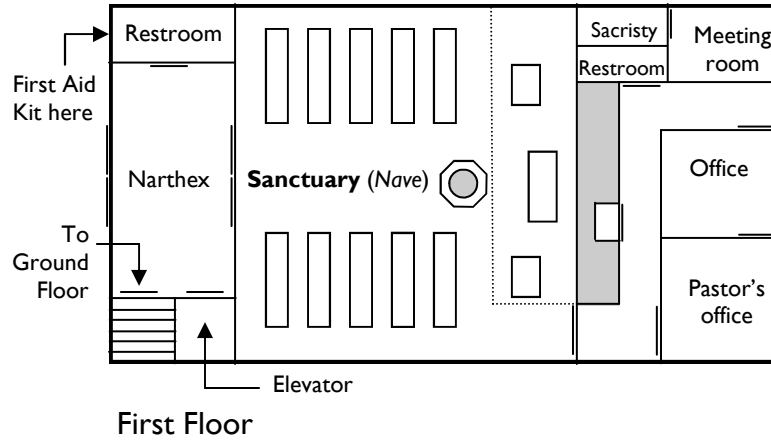 Restroom
First Aid
Kit here
Narthex
To
Ground
Floor
Sanctuary (Nave)
Sacristy
Restroom
Meeting
room
Office
Pastor's
office
Elevator
First Floor